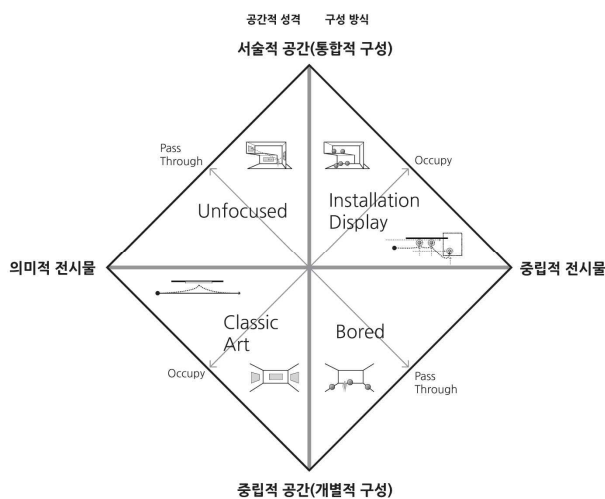 공간적 성격 구성 방식
서술적 공간(통합적 구성)
Pass
Through
Occupy
Unfocused
Installation
Display
의미적 전시물
중립적 전시물
Classic
Art
Bored
Occupy
Pass
Through
중립적 공간(개별적 구성)